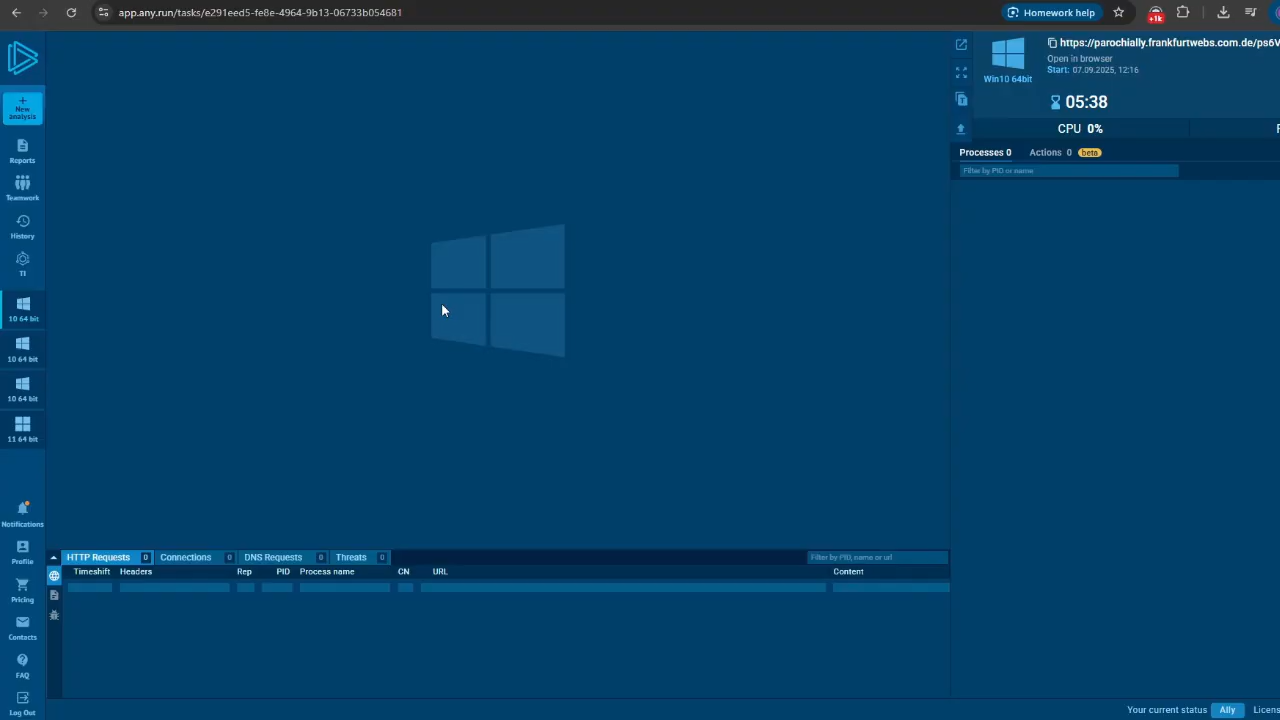 app.any.run/tasks/e291eed5-fe8e-4964-9b13-06733b054681
Homework help
+1k
https://parochially.frankfurtwebs.com.de/ps6V
Open in browser
Win10 64bit
Start: 07.09.2025, 12:16
05:38
CPU 0%
Processes 0 Actions 0 beta
Filter by PID or name
+
New
analysis
Reports
Teamwork
History
TI
10 64 bit
10 64 bit
10 64 bit
11 64 bit
Notifications
Profile
Pricing
Contacts
FAQ
Log Out
HTTP Requests 0 Connections 0 DNS Requests 0 Threats 0 Filter by PID, name or url
Timeshift Headers Rep PID Process name CN URL Content
Your current status Ally Licens